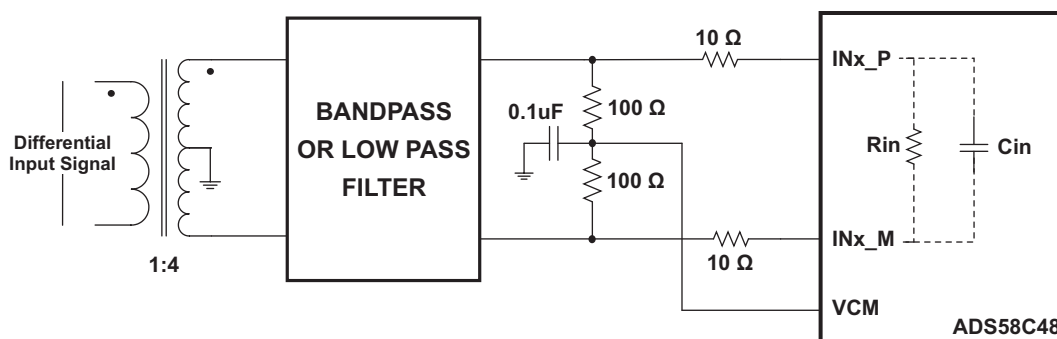 Differential
Input Signal
1:4
BANDPASS
OR LOW PASS
FILTER
0.1uF
100 Ω
100 Ω
10 Ω
10 Ω
INx_P
Rin
Cin
INx_M
VCM
ADS58C48